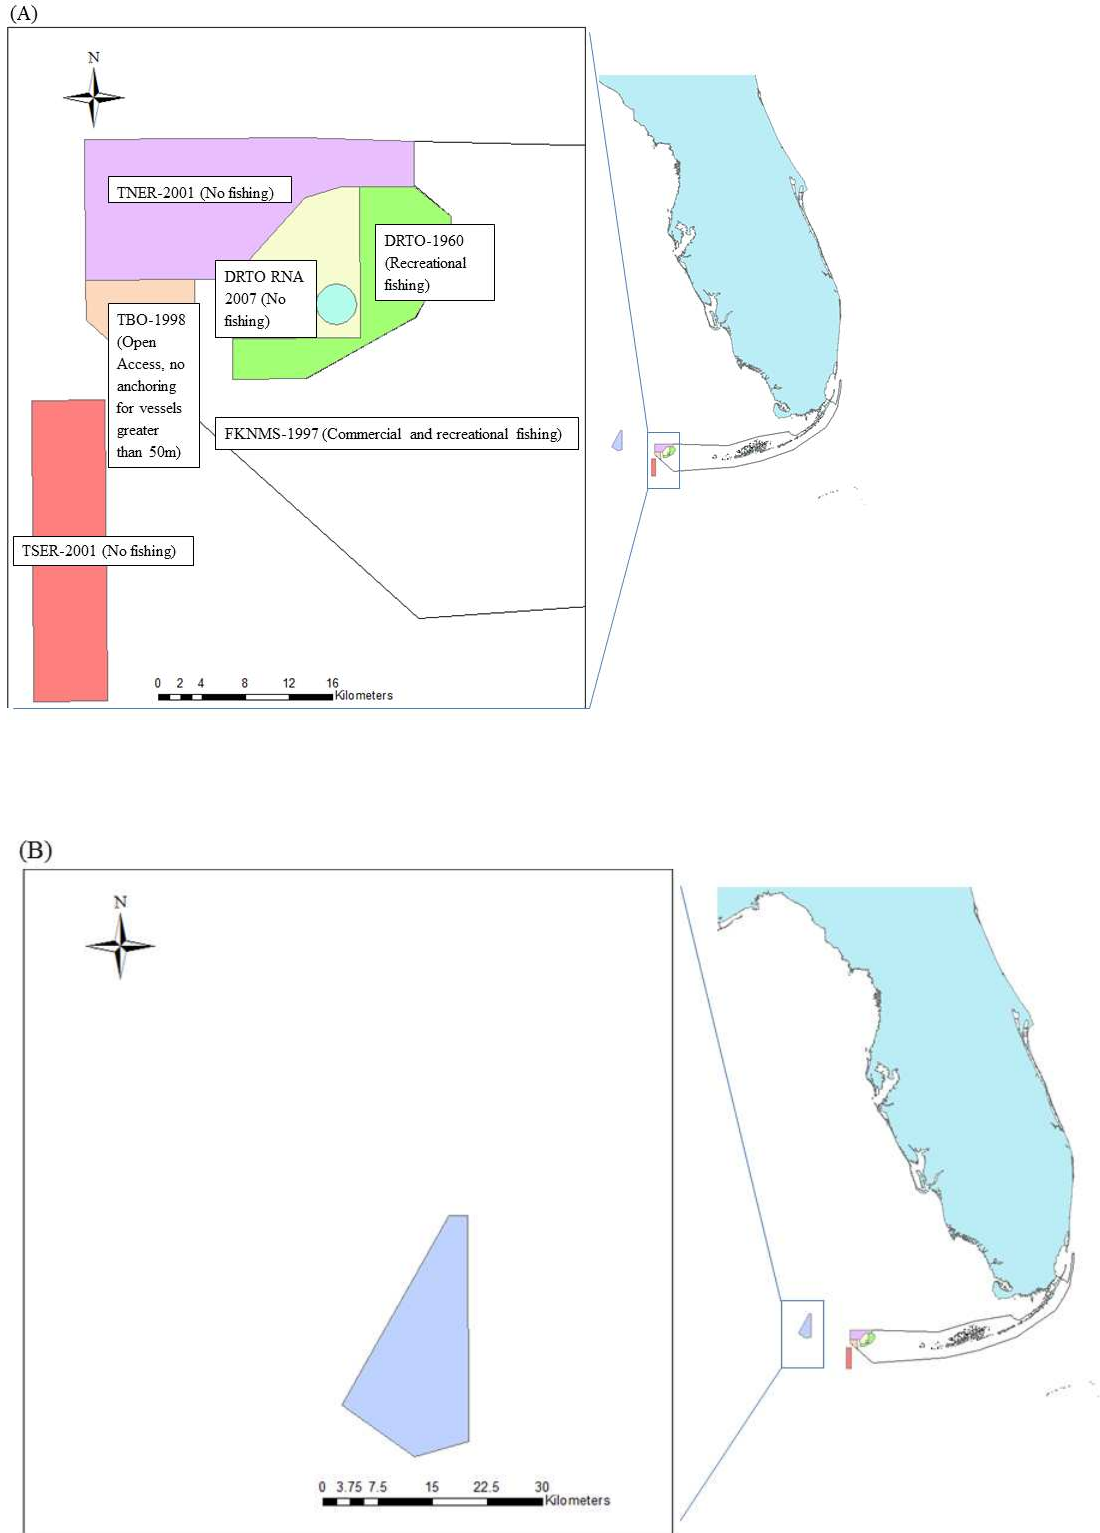 (A)
N
TNER-2001 (No fishing)
DRTO-1960
(Recreational
fishing)
DRTO RNA
2007 (No
fishing)
TBO-1998
(Open
Access, no
anchoring
for vessels
greater
than 50m)
FKNMS-1997 (Commercial and recreational fishing)
TSER-2001 (No fishing)
0 2 4 8 12 16
Kilometers
(B)
N
0 3.75 7.5 15 22.5 30
Kilometers